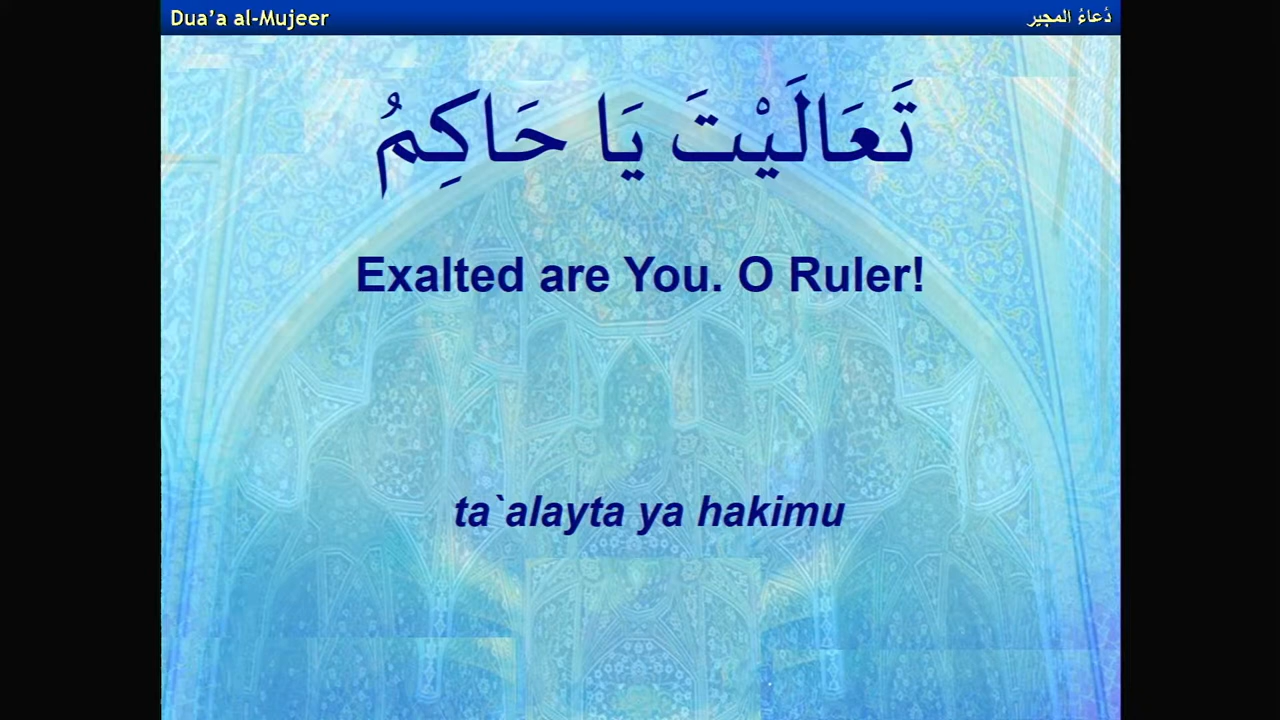 Dua’a al-Mujeer
دُعاءُ المجير
تَعَالَيْتَ يَا حَاكِمُ
Exalted are You. O Ruler!
ta`alayta ya hakimu